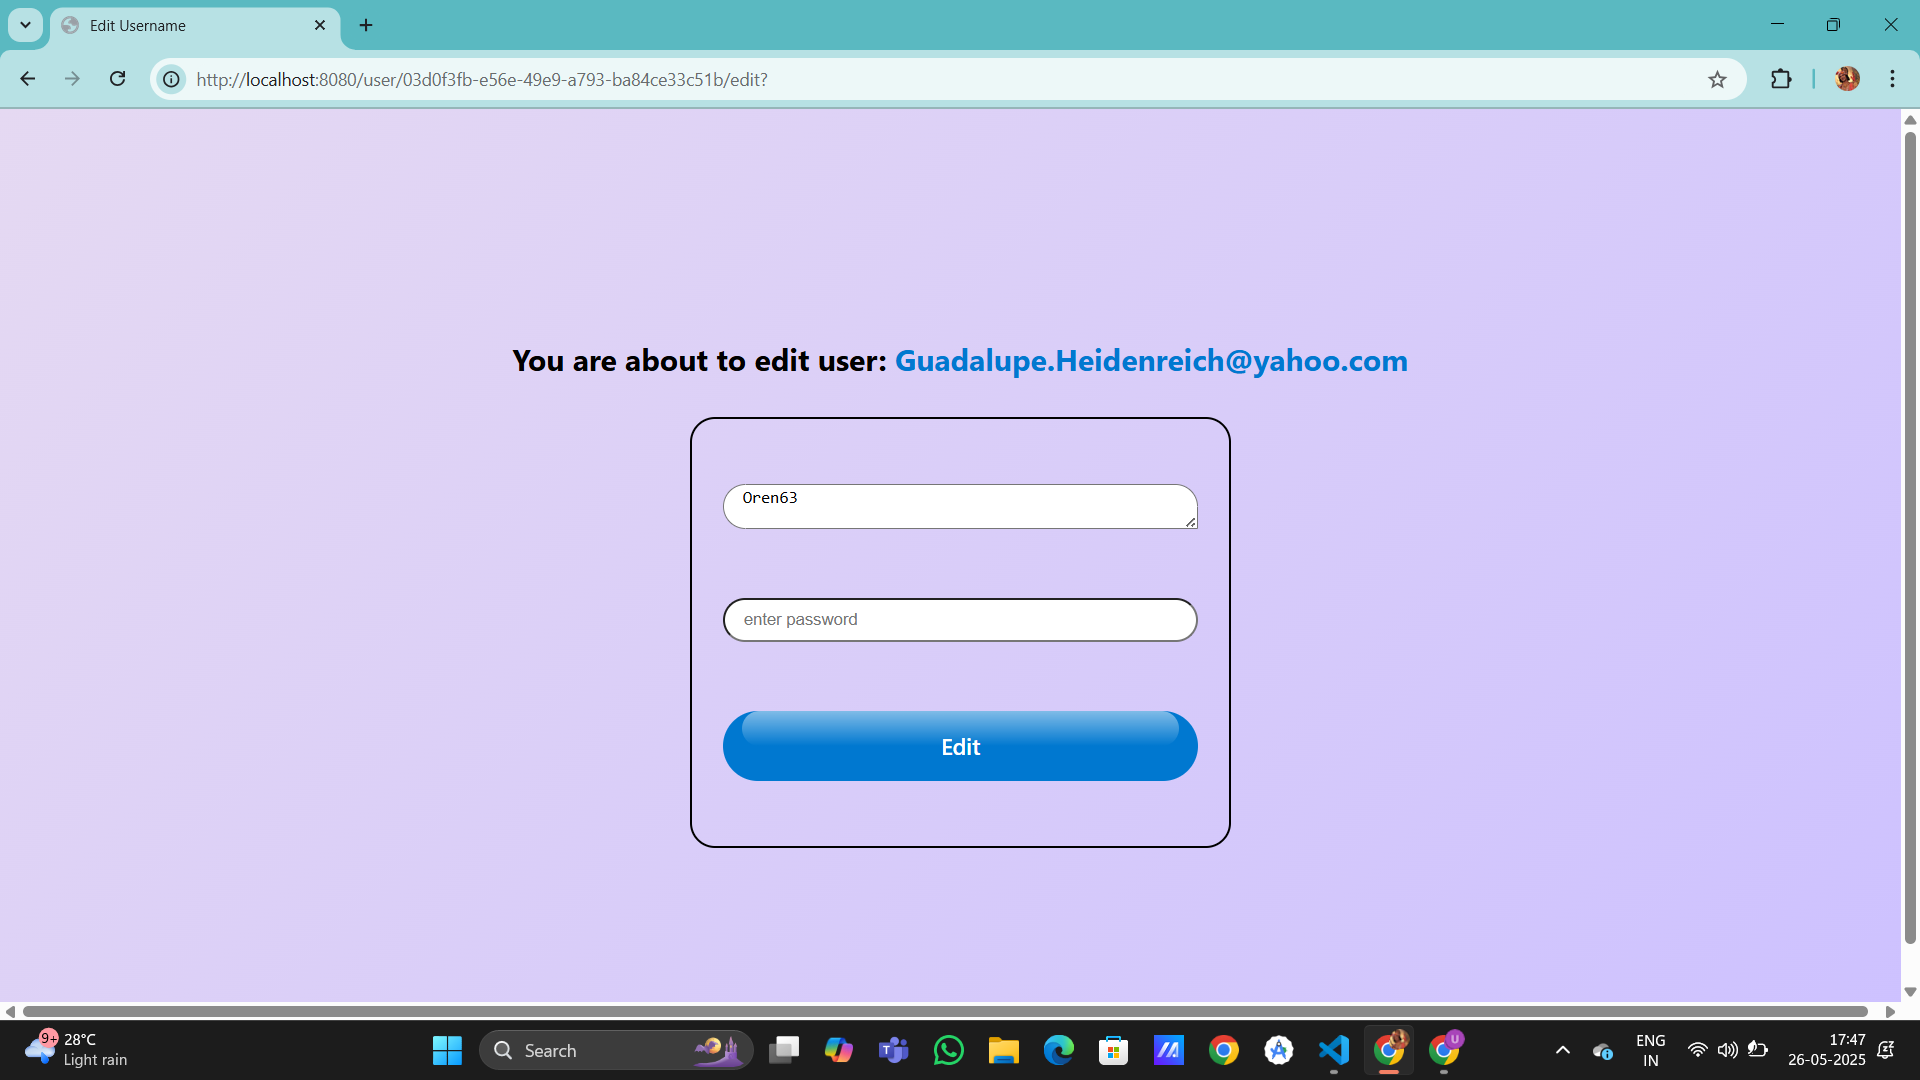 Edit Username
http://localhost:8080/user/03d0f3fb-e56e-49e9-a793-ba84ce33c51b/edit?
You are about to edit user: Guadalupe.Heidenreich@yahoo.com
Oren63
enter password
Edit
9+
28°C
Light rain
Search
T
U
ENG
IN
17:47
26-05-2025